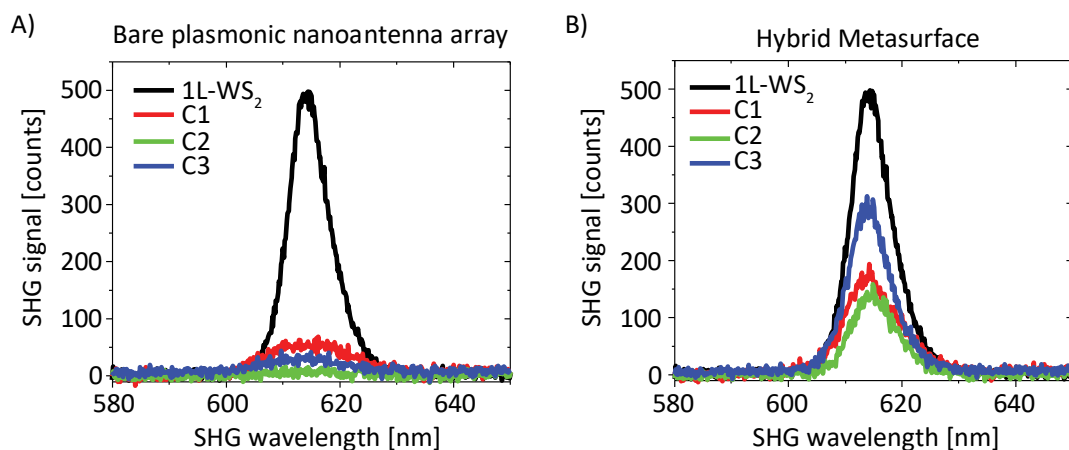 A)
Bare plasmonic nanoantenna array
SHG signal [counts]
500
400
300
200
100
0
1L-WS₂
C1
C2
C3
580
600
620
640
SHG wavelength [nm]
B)
Hybrid Metasurface
SHG signal [counts]
500
400
300
200
100
0
1L-WS₂
C1
C2
C3
580
600
620
640
SHG wavelength [nm]